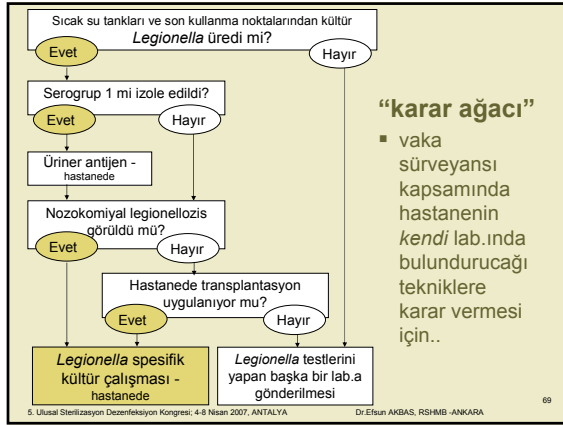 Sıcak su tankları ve son kullanma noktalarından kültür
Legionella üredi mi?
Evet
Hayır
Serogrup 1 mi izole edildi?
Evet
Hayır
Üriner antijen -
hastanede
Nozokomiyal legionellozis
görüldü mü?
Evet
Hayır
Hastanede transplantasyon
uygulanıyor mu?
Evet
Hayır
Legionella spesifik
kültür çalışması -
hastanede
Legionella testlerini
yapan başka bir lab.a
gönderilmesi
“karar ağacı”
▪ vaka
sürveyansı
kapsamında
hastanenin
kendi lab.ında
bulundurucağı
tekniklere
karar vermesi
için..
69
5. Ulusal Sterilizasyon Dezenfeksiyon Kongresi; 4-8 Nisan 2007, ANTALYA
Dr.Efsun AKBAS, RSHMB -ANKARA